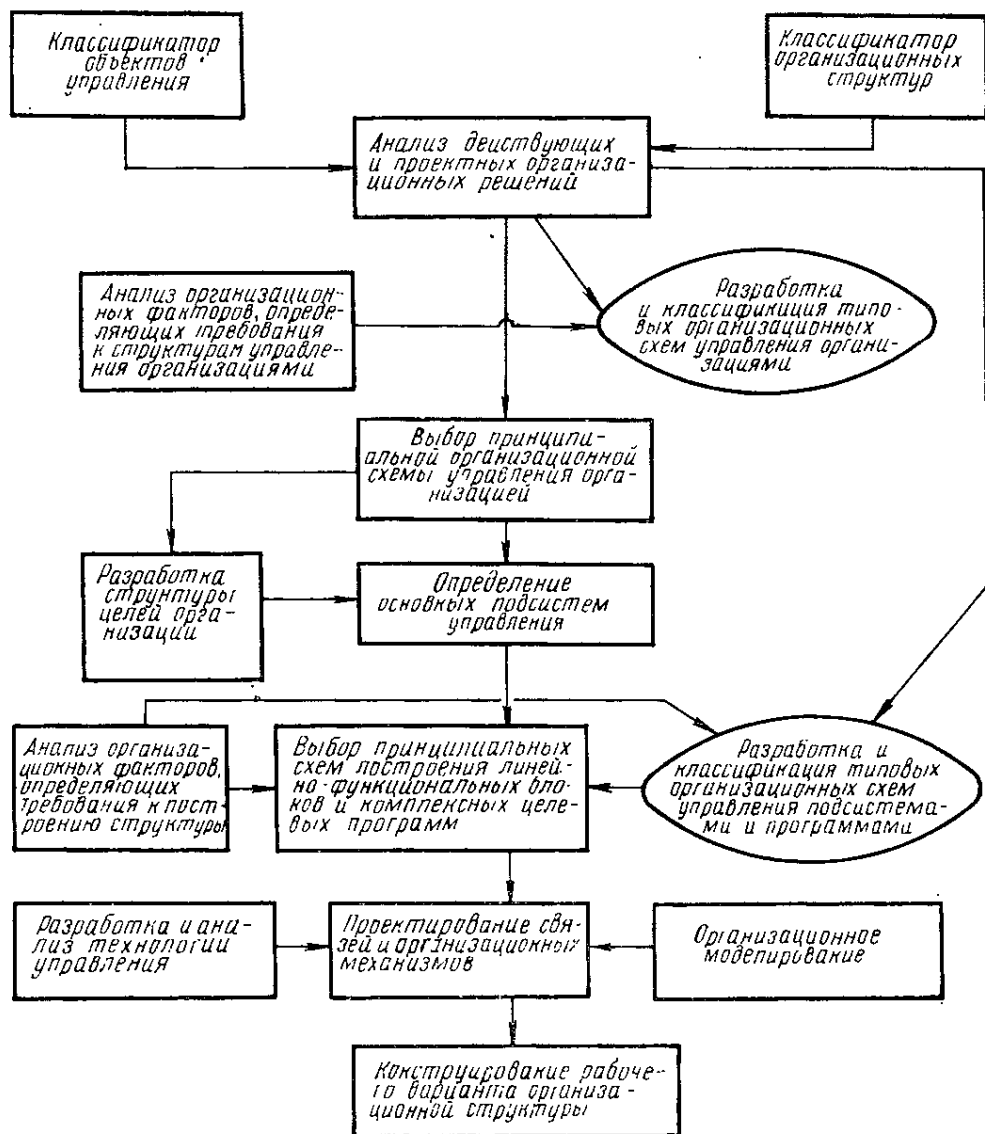 Классификатор
объектов
управления
Классификатор
организационных
структур
Анализ действующих
и проектных организа-
ционных решений
Анализ организацион-
ных факторов, опреде-
ляющих требования
к структурам управле-
ния организациями
Разработка
и классификиция типо-
вых организационных
схем управления органи-
зациями
Выбор принципи-
альной организационной
схемы управления орга-
низацией
Разработка
структуры
целей орга-
низации
Определение
основных подсистем
управления
Анализ организа-
ционных факторов,
определяющих
требования к пост-
роению структуры
Выбор принципиальных
схем построения линей-
но-функциональных бло-
ков и комплексных целе-
вых программ
Разработка и
классификация типовых
организационных схем
управления подсистема-
ми и программами
Разработка и ана-
лиз технологии
управления
Проектирование свя-
зей и организационных
механизмов
Организационное
моделирование
Конструирование рабоче-
го варианта организа-
ционной структуры